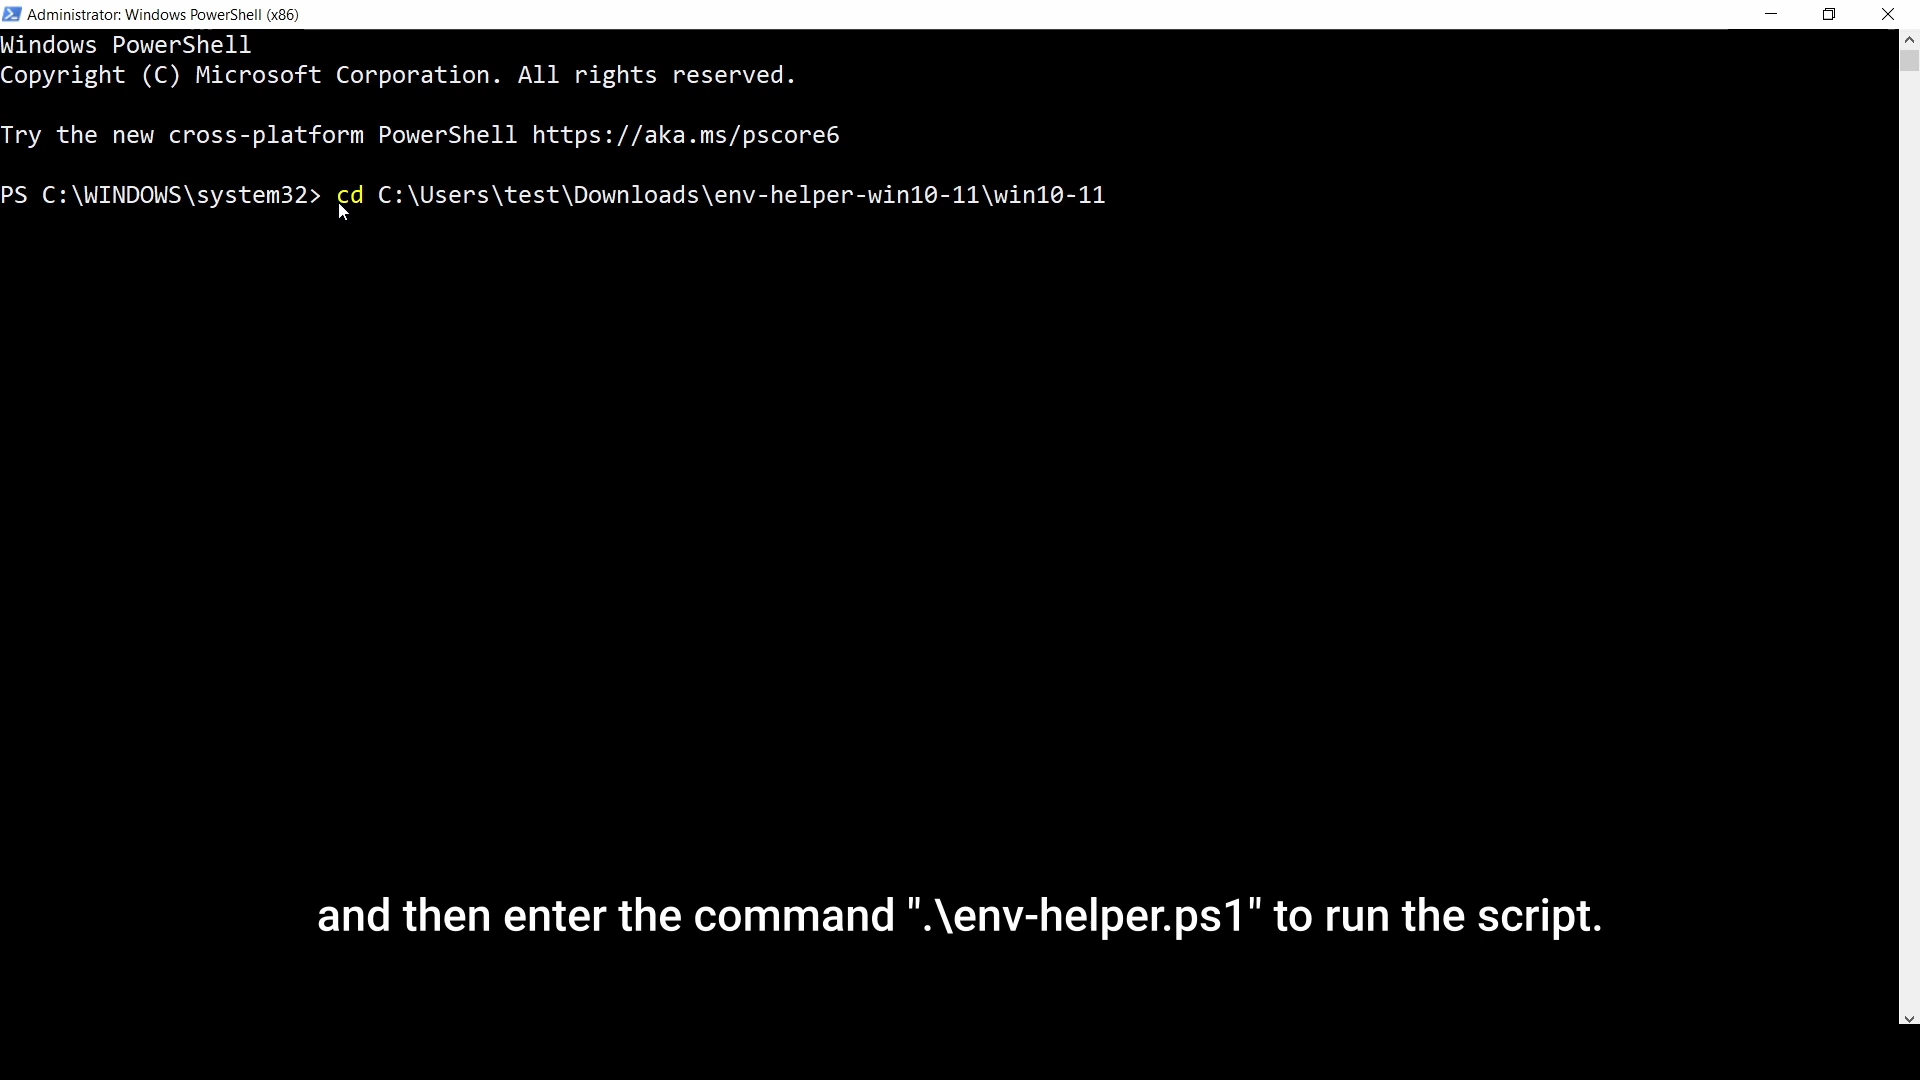 Administrator: Windows PowerShell (x86)
Windows PowerShell
Copyright (C) Microsoft Corporation. All rights reserved.
Try the new cross-platform PowerShell https://aka.ms/pscore6
PS C:\WINDOWS\system32> cd C:\Users\test\Downloads\env-helper-win10-11\win10-11
and then enter the command ".\env-helper.ps1" to run the script.